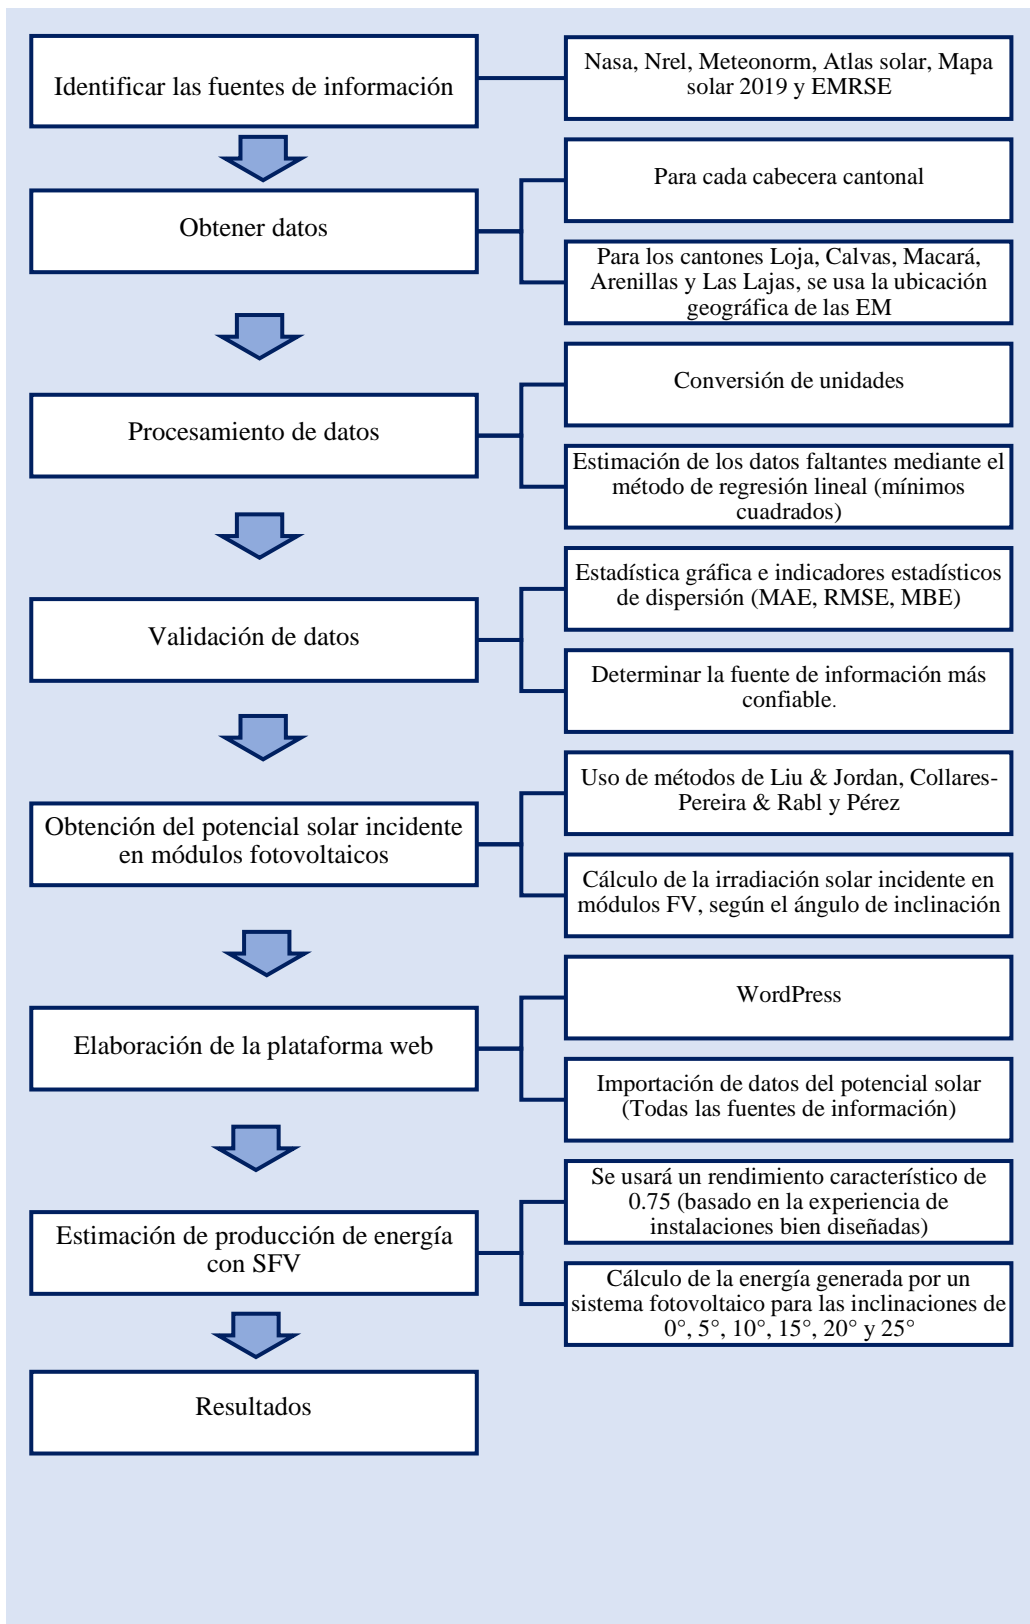 Identificar las fuentes de información
Nasa, Nrel, Meteonorm, Atlas solar, Mapa
solar 2019 y EMRSE
Obtener datos
Para cada cabecera cantonal
Para los cantones Loja, Calvas, Macará,
Arenillas y Las Lajas, se usa la ubicación
geográfica de las EM
Procesamiento de datos
Conversión de unidades
Estimación de los datos faltantes mediante el
método de regresión lineal (mínimos
cuadrados)
Validación de datos
Estadística gráfica e indicadores estadísticos
de dispersión (MAE, RMSE, MBE)
Determinar la fuente de información más
confiable.
Obtención del potencial solar incidente
en módulos fotovoltaicos
Uso de métodos de Liu & Jordan, Collares-
Pereira & Rabl y Pérez
Cálculo de la irradiación solar incidente en
módulos FV, según el ángulo de inclinación
Elaboración de la plataforma web
WordPress
Importación de datos del potencial solar
(Todas las fuentes de información)
Estimación de producción de energía
con SFV
Se usará un rendimiento característico de
0.75 (basado en la experiencia de
instalaciones bien diseñadas)
Cálculo de la energía generada por un
sistema fotovoltaico para las inclinaciones de
0°, 5°, 10°, 15°, 20° y 25°
Resultados